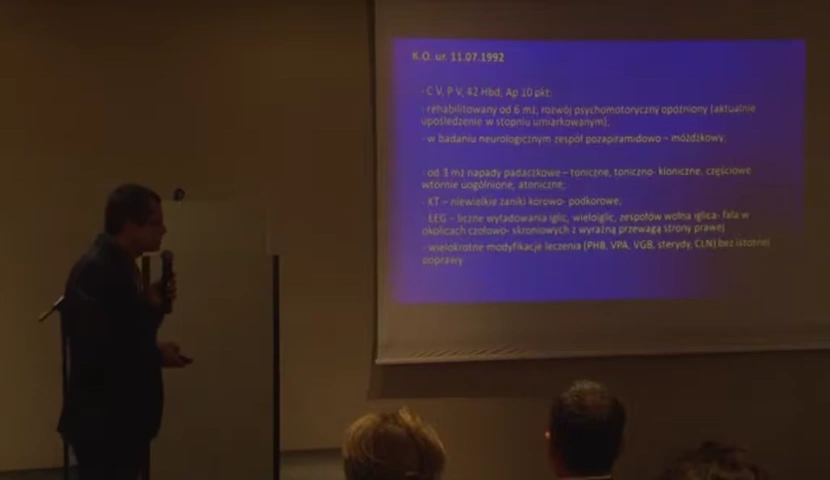 K.O. ur. 11.07.1992
- C V, P V, 42 Hbd, Ap 10 pkt;
- rehabilitowany od 6 mż, rozwój psychomotoryczny opóźniony (aktualnie
upośledzenie w stopniu umiarkowanym);
- w badaniu neurologicznym zespół pozapiramidowo – móżdżkowy;
- od 3 mż napady padaczkowe – toniczne, toniczno- kloniczne, częściowe
wtórnie uogólnione, atoniczne;
- KT – niewielkie zaniki korowo- podkorowe;
- EEG – liczne wyładowania iglic, wieloiglic, zespołów wolna iglica- fala w
okolicach czołowo- skroniowych z wyraźną przewagą strony prawej
- wielokrotne modyfikacje leczenia (PHB, VPA, VGB, sterydy, CLN) bez istotnej
poprawy